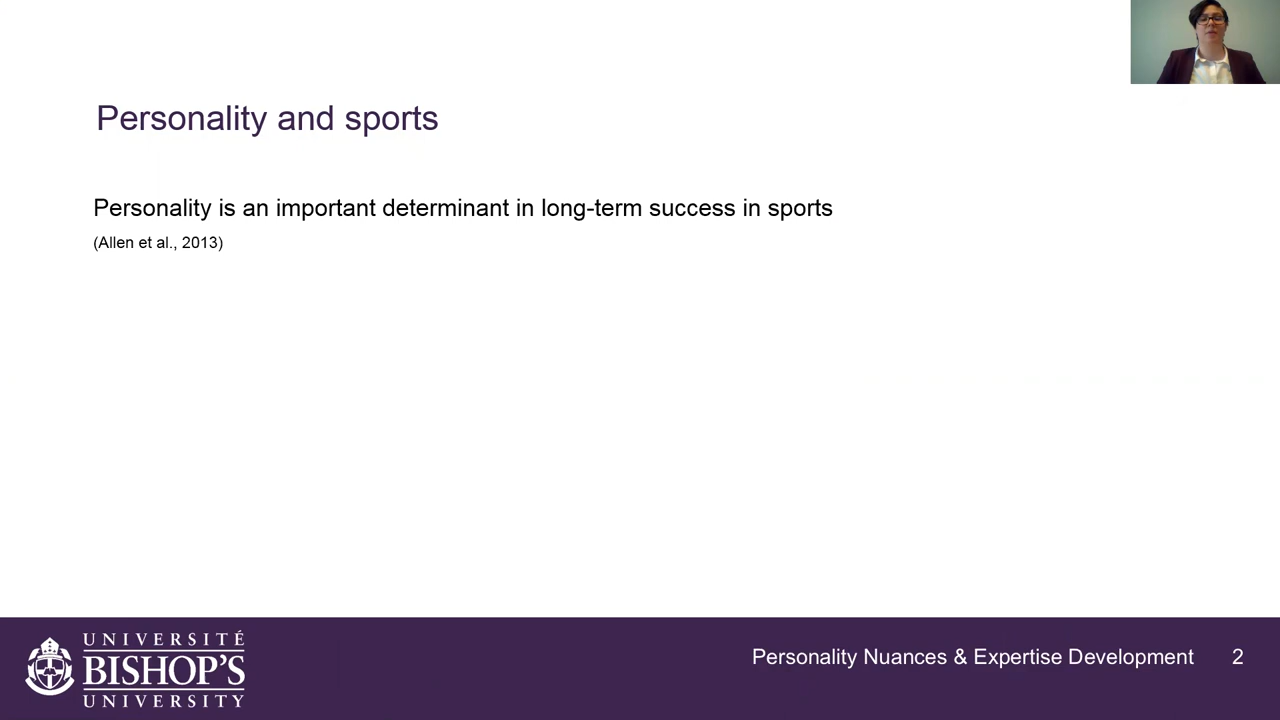 Personality and sports
Personality is an important determinant in long-term success in sports
(Allen et al., 2013)
UNIVERSITÉ
BISHOP'S
UNIVERSITY
Personality Nuances & Expertise Development 2